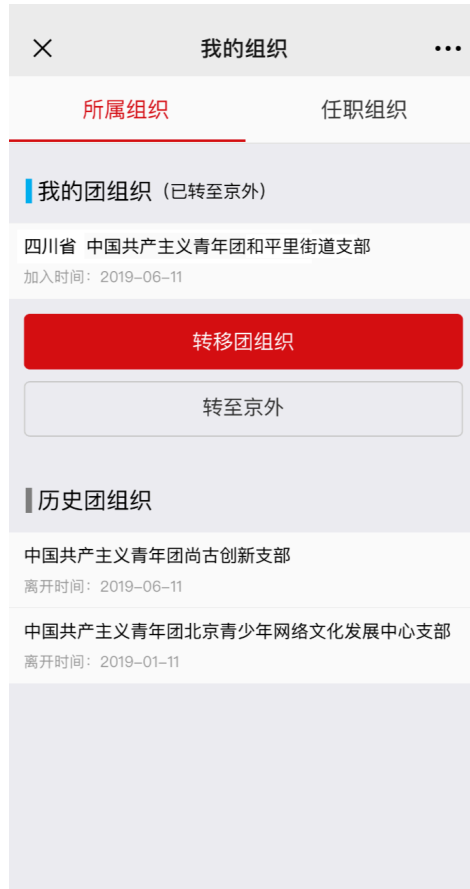 我的组织
所属组织 任职组织
我的团组织（已转至京外）
四川省 中国共产主义青年团和平里街道支部
加入时间：2019-06-11
转移团组织
转至京外
历史团组织
中国共产主义青年团尚古创新支部
离开时间：2019-06-11
中国共产主义青年团北京青少年网络文化发展中心支部
离开时间：2019-01-11